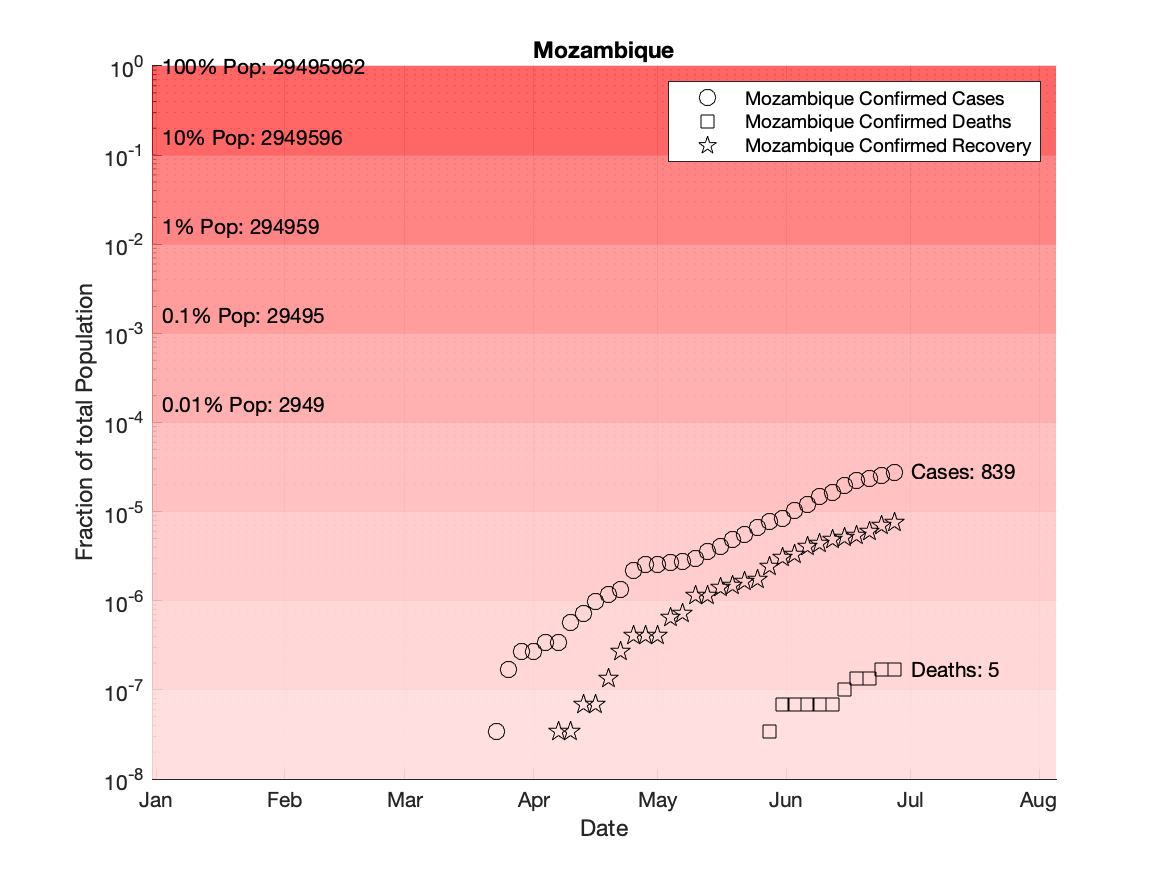 Mozambique
10^0
100% Pop: 29495962
Mozambique Confirmed Cases
Mozambique Confirmed Deaths
Mozambique Confirmed Recovery
10% Pop: 2949596
10^-1
1% Pop: 294959
10^-2
0.1% Pop: 29495
10^-3
0.01% Pop: 2949
10^-4
Cases: 839
10^-5
10^-6
Deaths: 5
10^-7
10^-8
Fraction of total Population
Jan Feb Mar Apr May Jun Jul Aug
Date